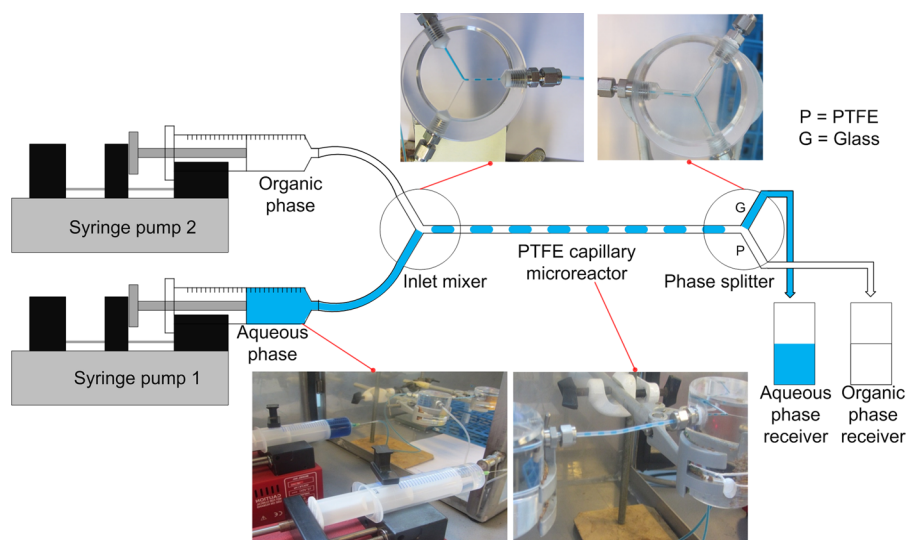 P = PTFE
G = Glass
Organic
phase
Syringe pump 2
G
P
Inlet mixer
PTFE capillary
microreactor
Phase splitter
Aqueous
phase
Syringe pump 1
Aqueous
phase
receiver
Organic
phase
receiver